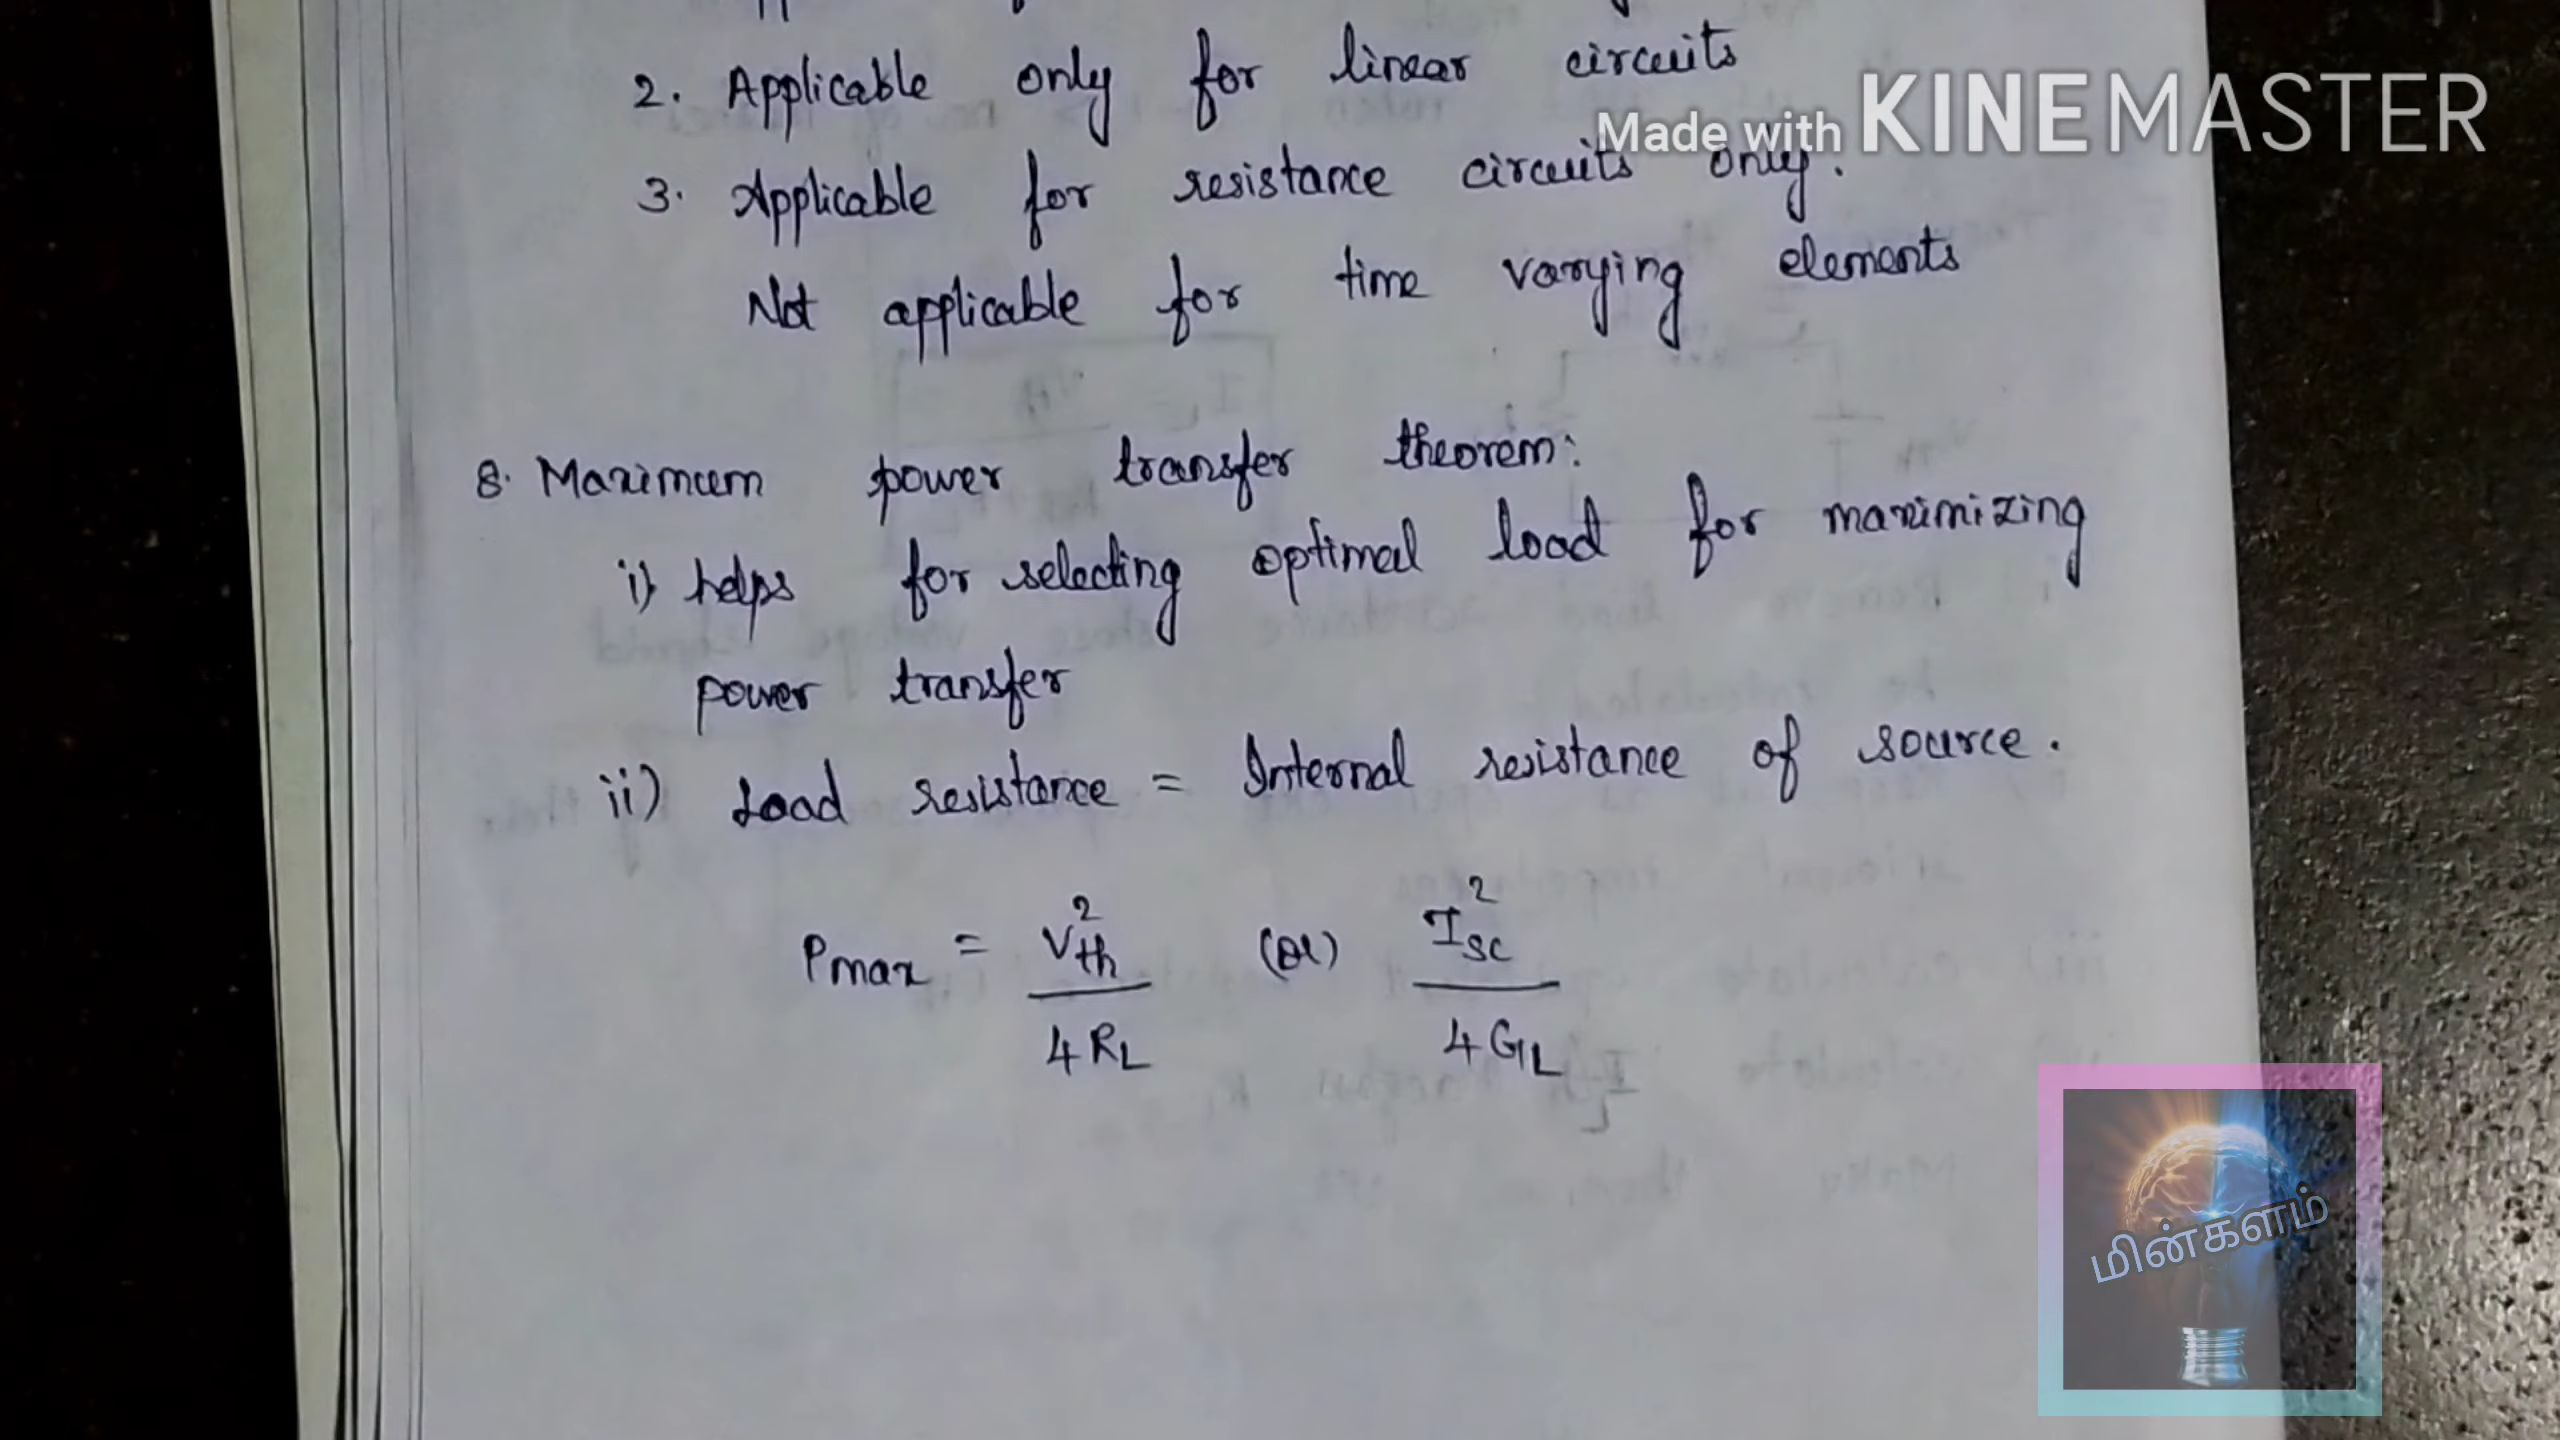 2. Applicable only for linear circuits
Made with KINEMASTER
3. Applicable for resistance circuits only.
Not applicable for time varying elements
8. Maximum power transfer theorem:
i) helps for selecting optimal load for maximizing
power transfer
ii) Load resistance = Internal resistance of source.
Pmax = Vth² / 4RL (or) Isc² / 4GL
மின்களம்